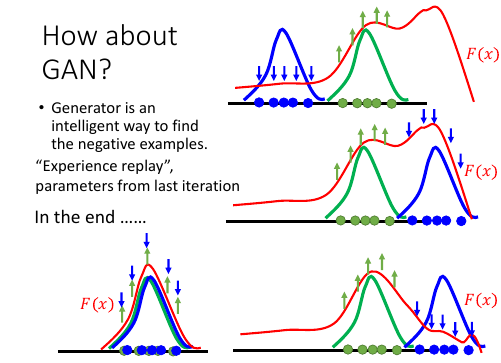 How about
GAN?
• Generator is an
intelligent way to find
the negative examples.
“Experience replay”,
parameters from last iteration
In the end ……
F(x)
F(x)
F(x)
F(x)